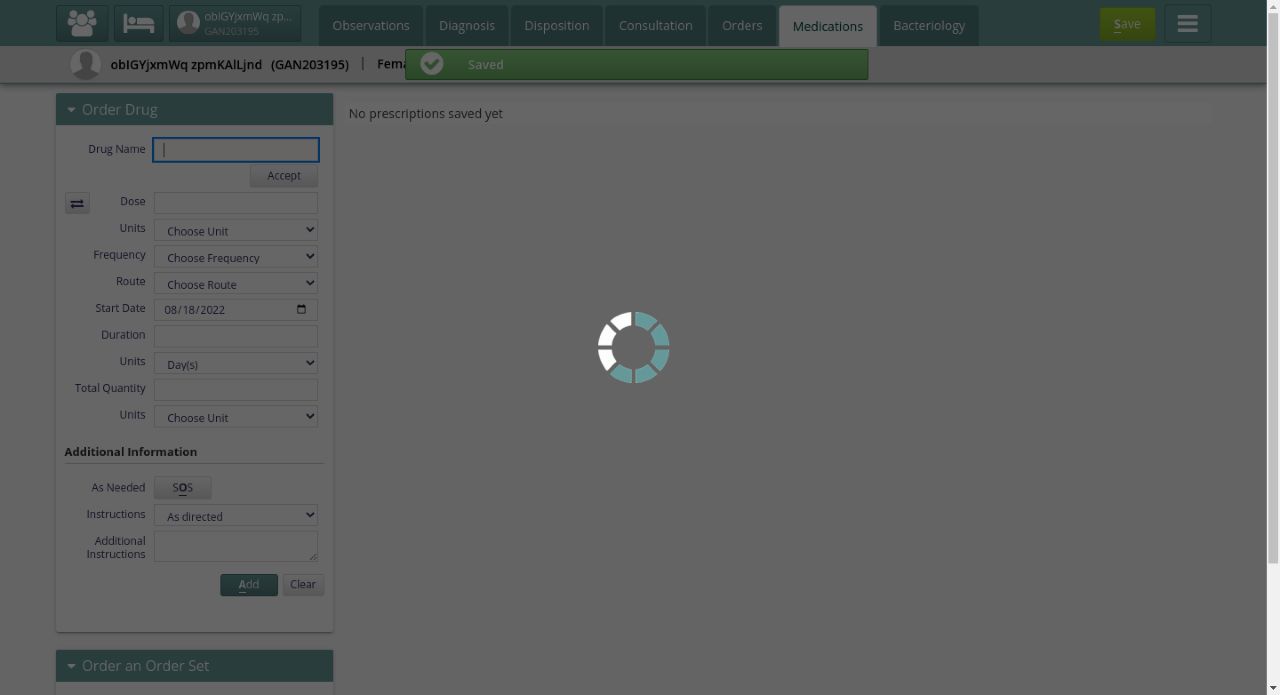 obIGYjxmWq zp...
GAN203195
Observations
Diagnosis
Disposition
Consultation
Orders
Medications
Bacteriology
Save
obIGYjxmWq zpmKAlLjnd (GAN203195) | Fema
Saved
Order Drug
No prescriptions saved yet
Drug Name
Accept
Dose
Units Choose Unit
Frequency Choose Frequency
Route Choose Route
Start Date 08/18/2022
Duration
Units Day(s)
Total Quantity
Units Choose Unit
Additional Information
As Needed SOS
Instructions As directed
Additional
Instructions
Add Clear
Order an Order Set